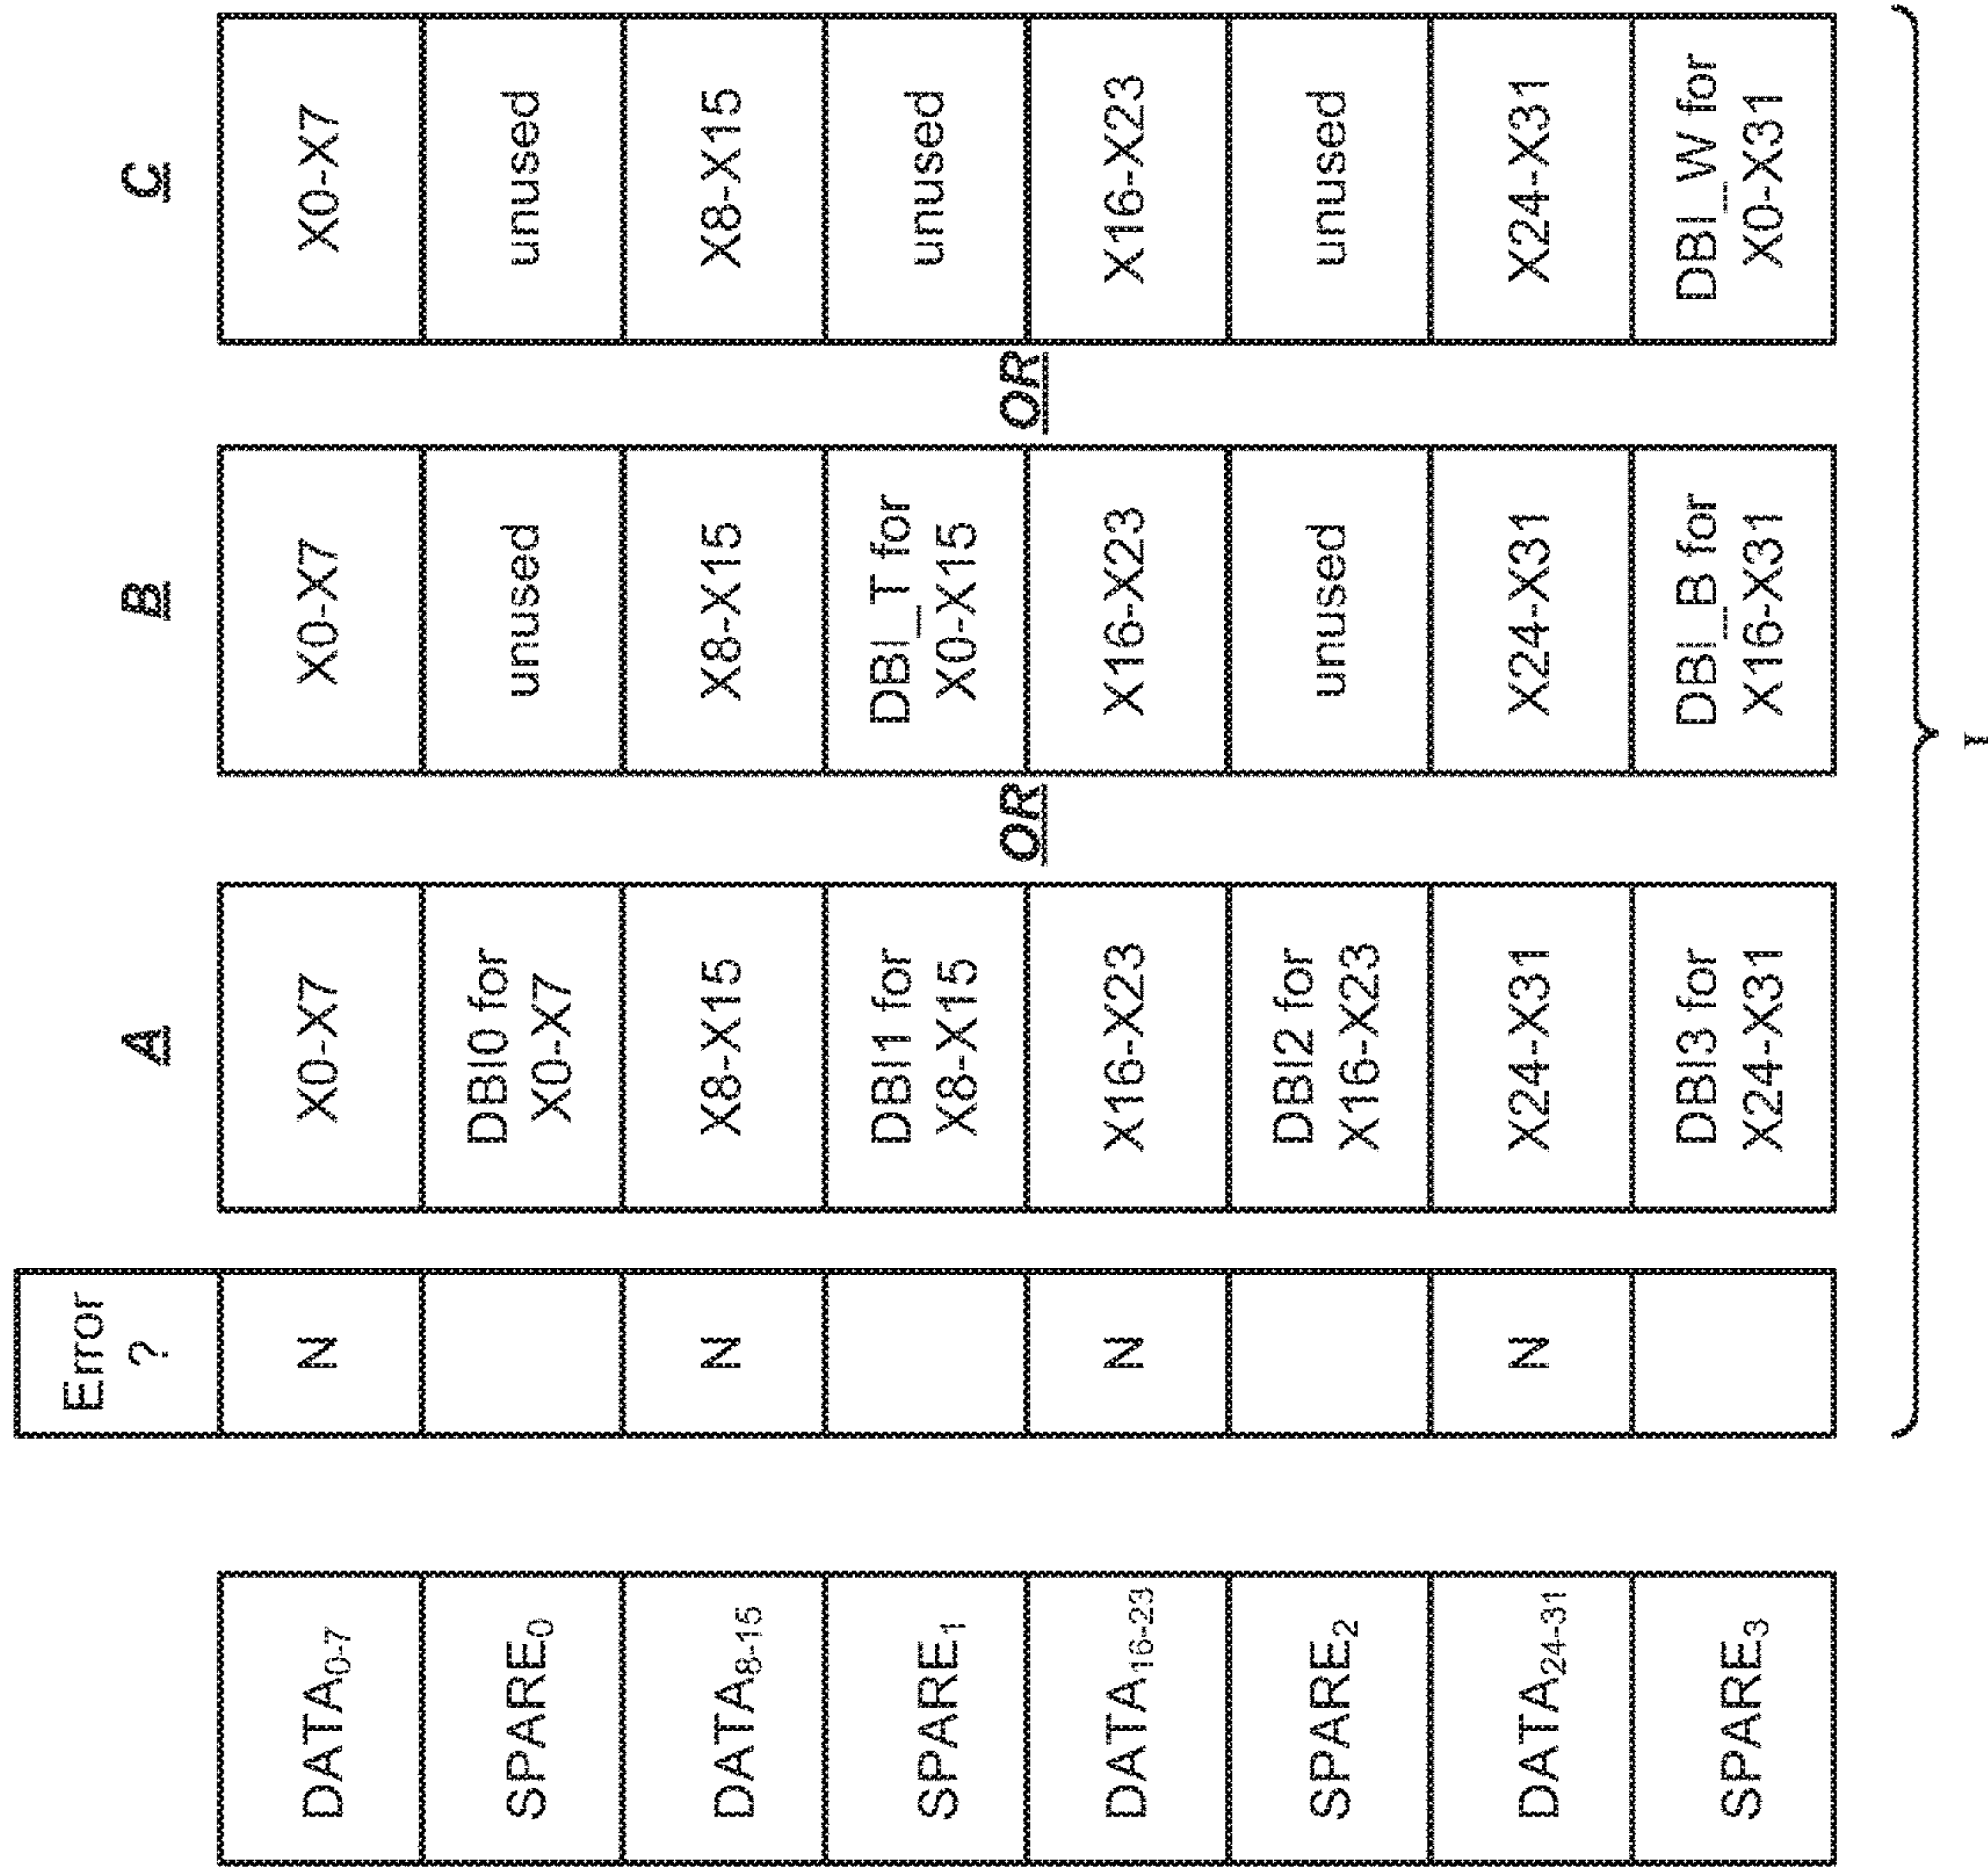 Error
?
A
B
C
DATA0-7
N
X0-X7
X0-X7
X0-X7
SPARE0
DBI0 for
X0-X7
unused
unused
DATA8-15
N
X8-X15
X8-X15
X8-X15
SPARE1
DBI1 for
X8-X15
DBI_T for
X0-X15
unused
OR
OR
DATA16-23
N
X16-X23
X16-X23
X16-X23
SPARE2
DBI2 for
X16-X23
unused
unused
DATA24-31
N
X24-X31
X24-X31
X24-X31
SPARE3
DBI3 for
X24-X31
DBI_B for
X16-X31
DBI_W for
X0-X31
I